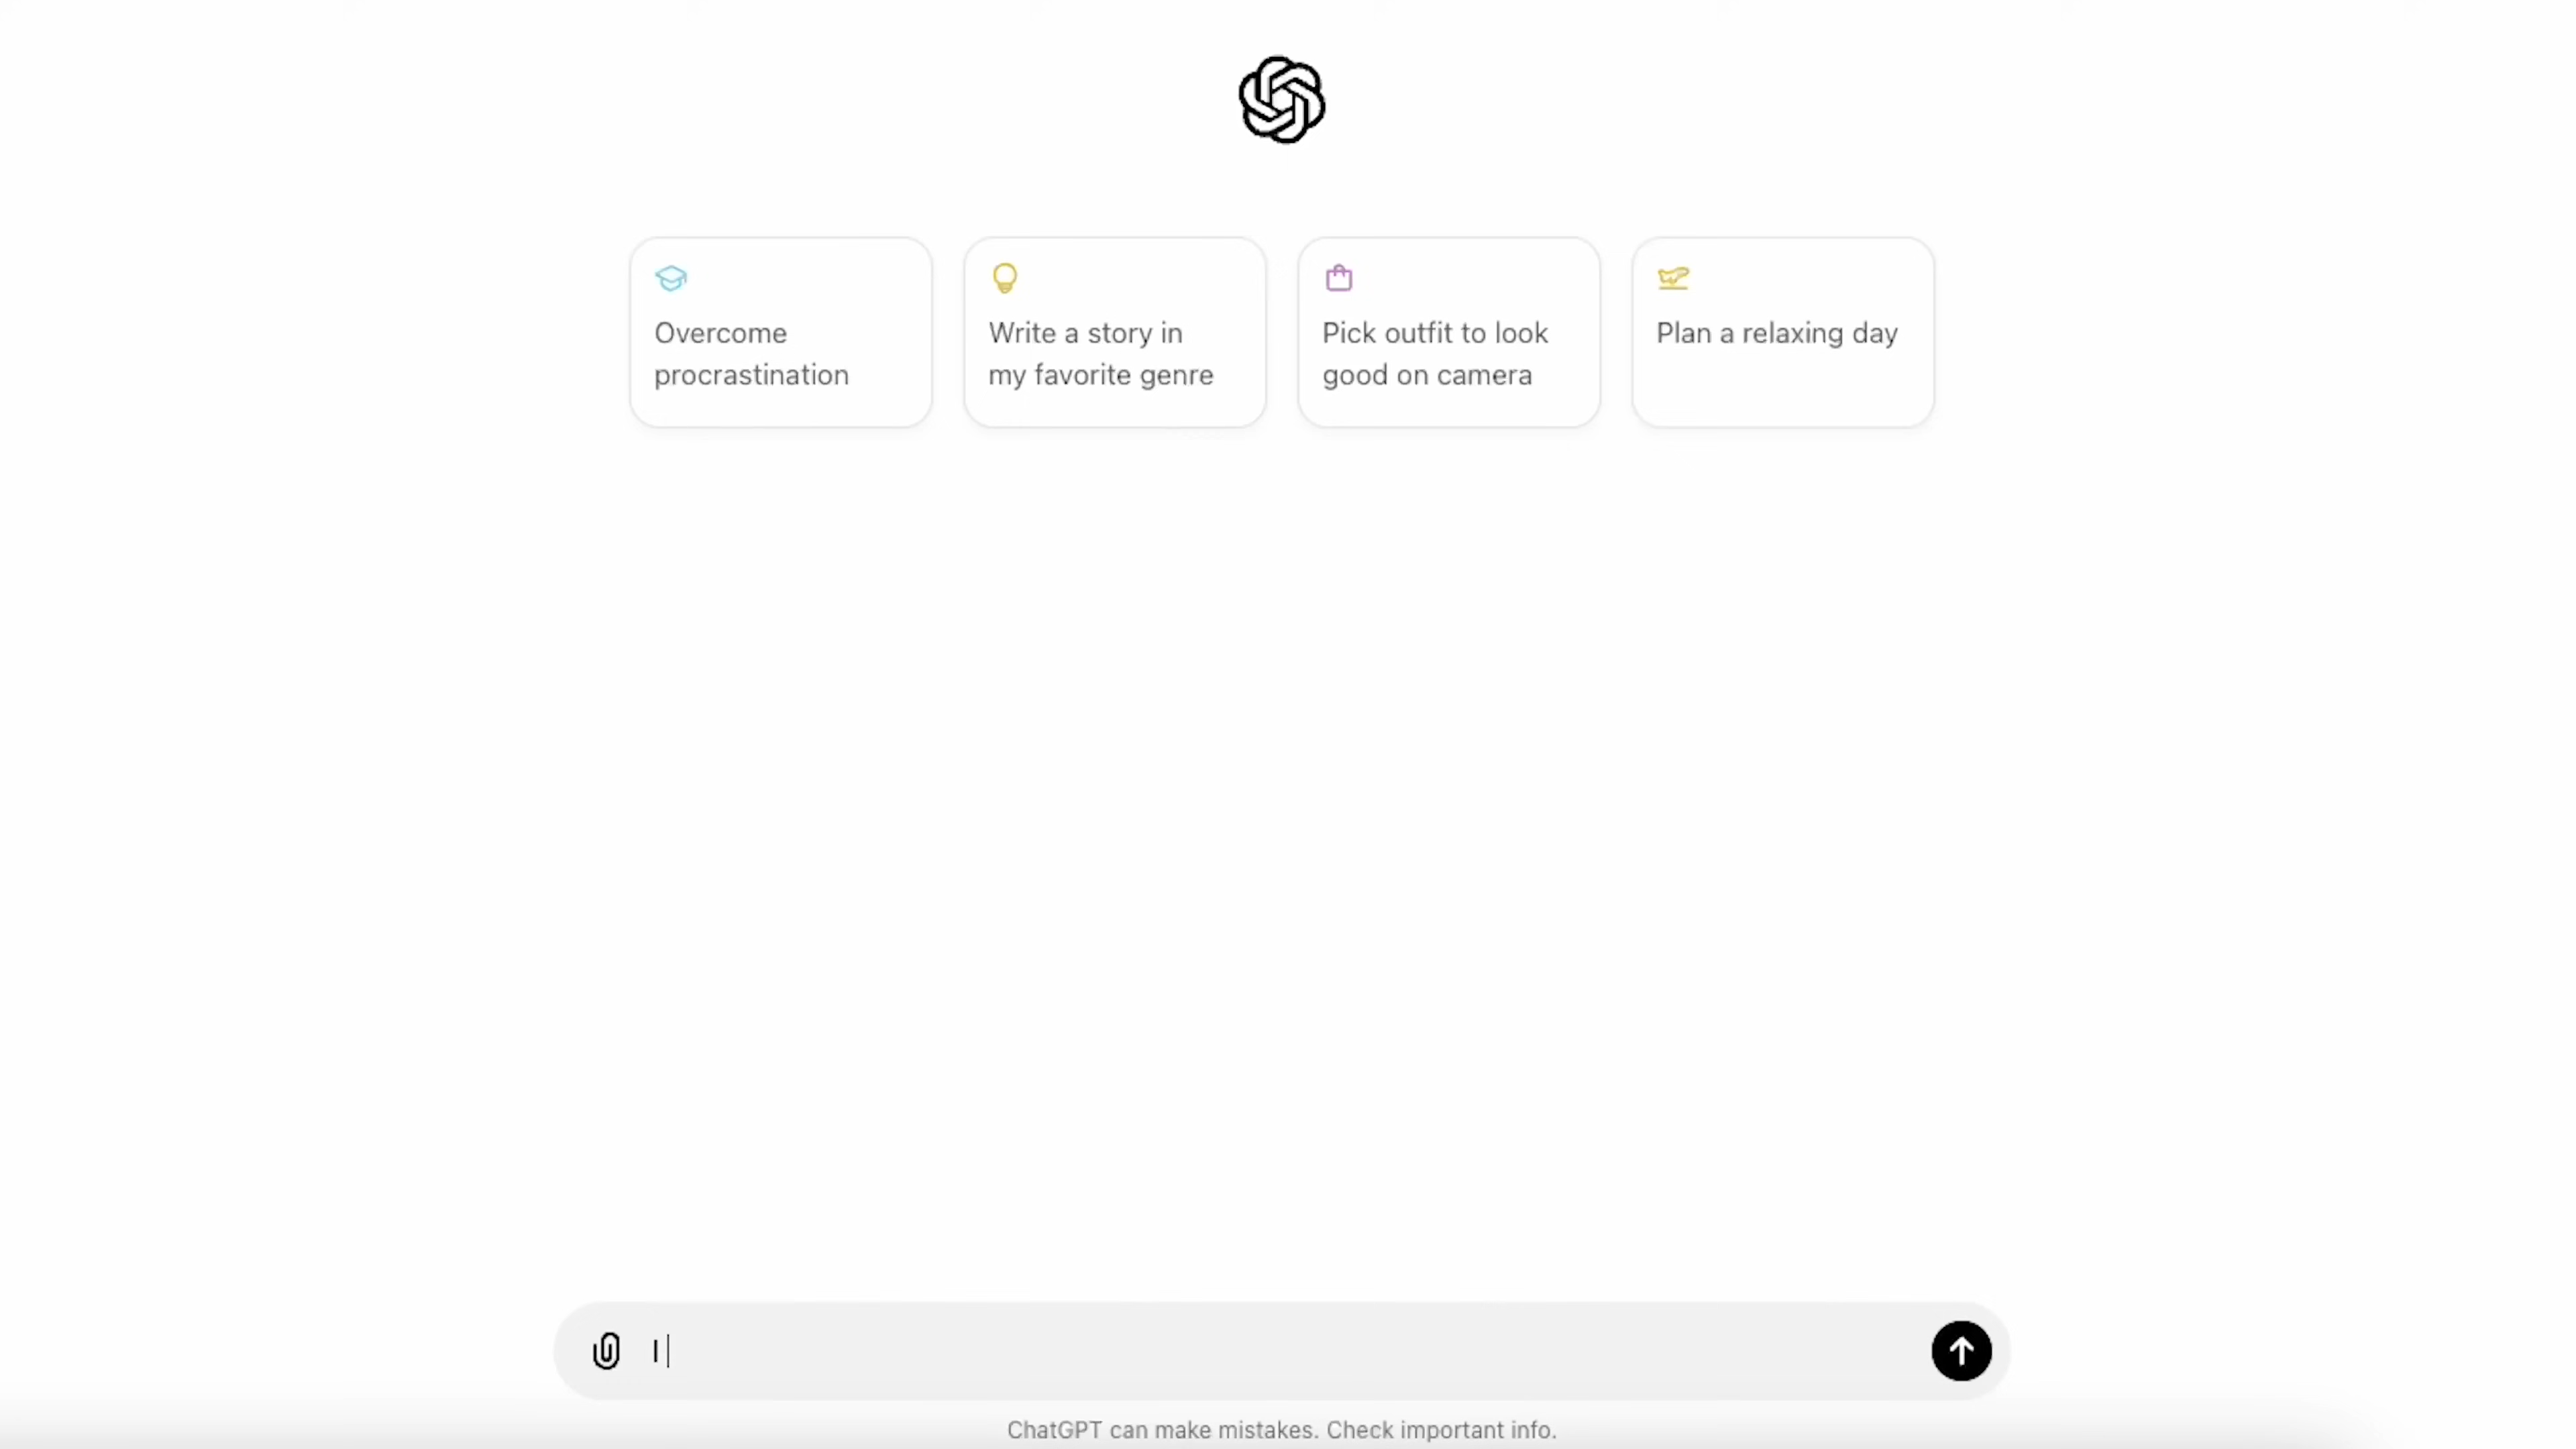 Overcome
procrastination
Write a story in
my favorite genre
Pick outfit to look
good on camera
Plan a relaxing day
I
ChatGPT can make mistakes. Check important info.